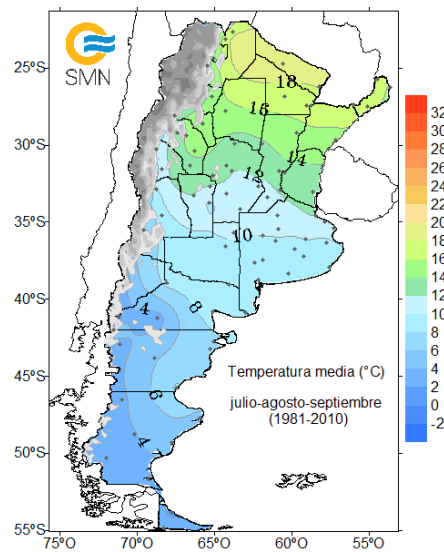 SMN
25°S
30°S
35°S
40°S
45°S
50°S
55°S
75°O
70°O
65°O
60°O
55°O
18
16
14
12
10
8
4
6
4
Temperatura media (°C)
julio-agosto-septiembre
(1981-2010)
32
30
28
26
24
22
20
18
16
14
12
10
8
6
4
2
0
-2